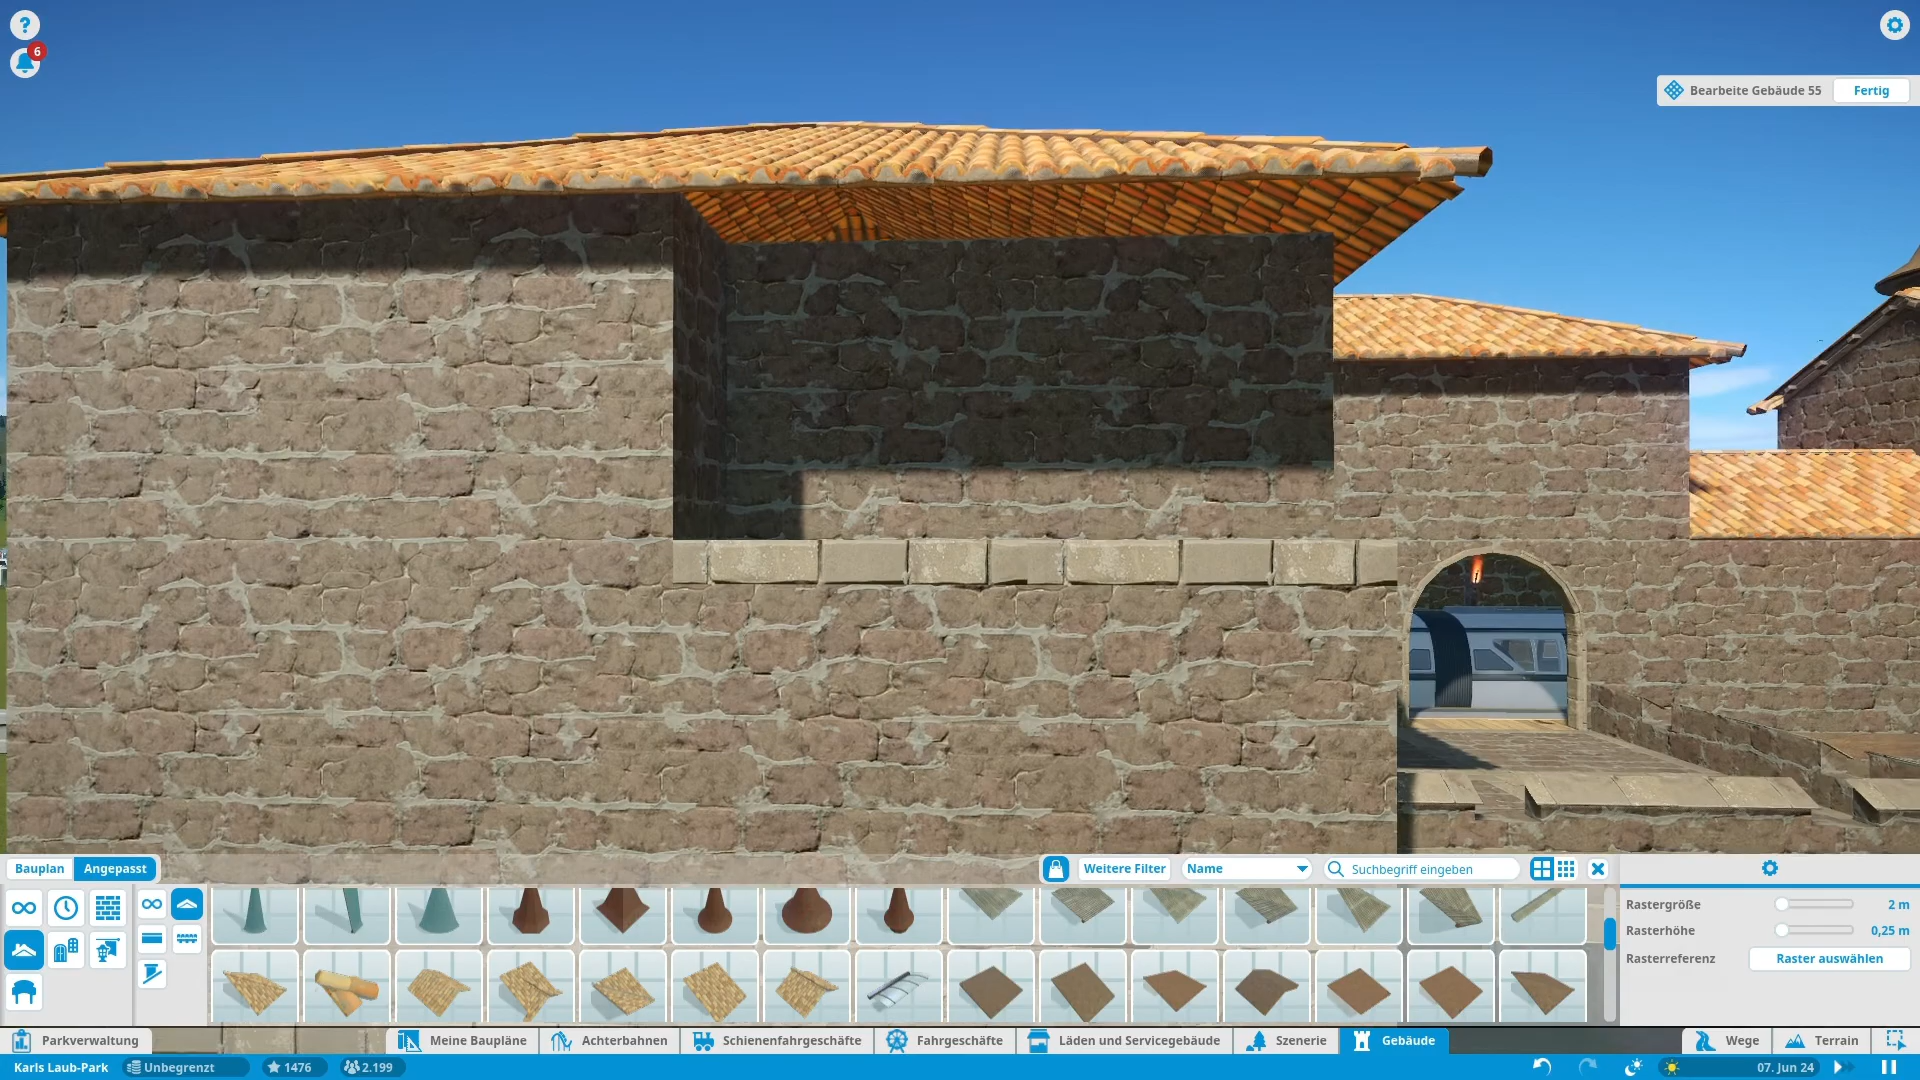 6
Bearbeite Gebäude 55
Fertig
Bauplan
Angepasst
Weitere Filter
Name
Suchbegriff eingeben
Rastergröße
2 m
Rasterhöhe
0,25 m
Rasterreferenz
Raster auswählen
Parkverwaltung
Meine Baupläne
Achterbahnen
Schienenfahrgeschäfte
Fahrgeschäfte
Läden und Servicegebäude
Szenerie
Gebäude
Wege
Terrain
Karls Laub-Park
Unbegrenzt
1476
2.199
07. Jun 24